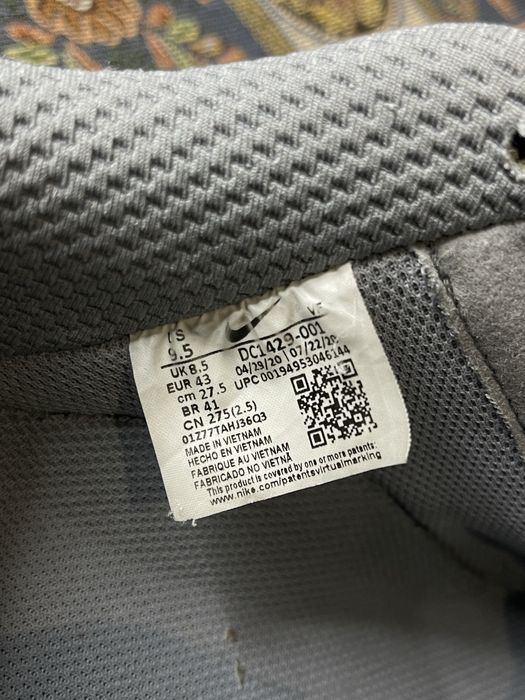 9.5
UK 8.5
EUR 43
cm 27.5
BR 41
CN 275(2.5)
01Z77TAHJ36Q3
DC1429-001
04/29/20 07/22/20
UPC 00194953046144
MADE IN VIETNAM
HECHO EN VIETNAM
FABRIQUE AU VIETNAM
FABRICADO NO VIETNÃ
This product is covered by one or more patents:
www.nike.com/patentsvirtualmarking